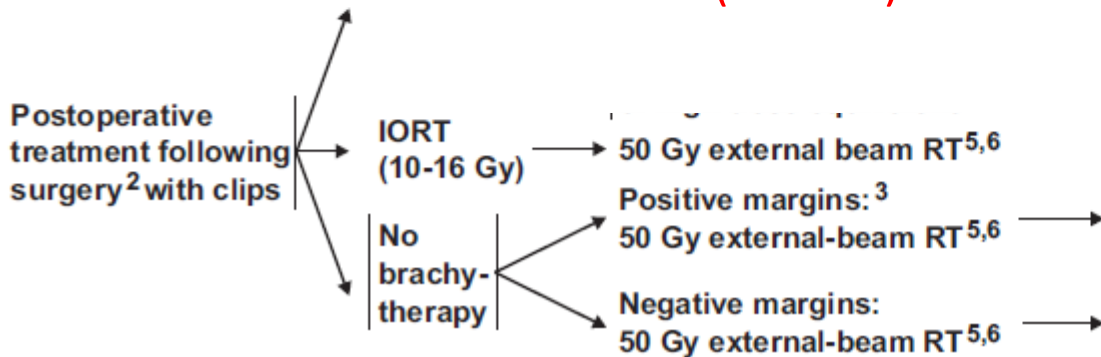 Postoperative
treatment following
surgery2 with clips
IORT
(10-16 Gy)
50 Gy external beam RT5,6
No
brachy-
therapy
Positive margins:3
50 Gy external-beam RT5,6
Negative margins:
50 Gy external-beam RT5,6